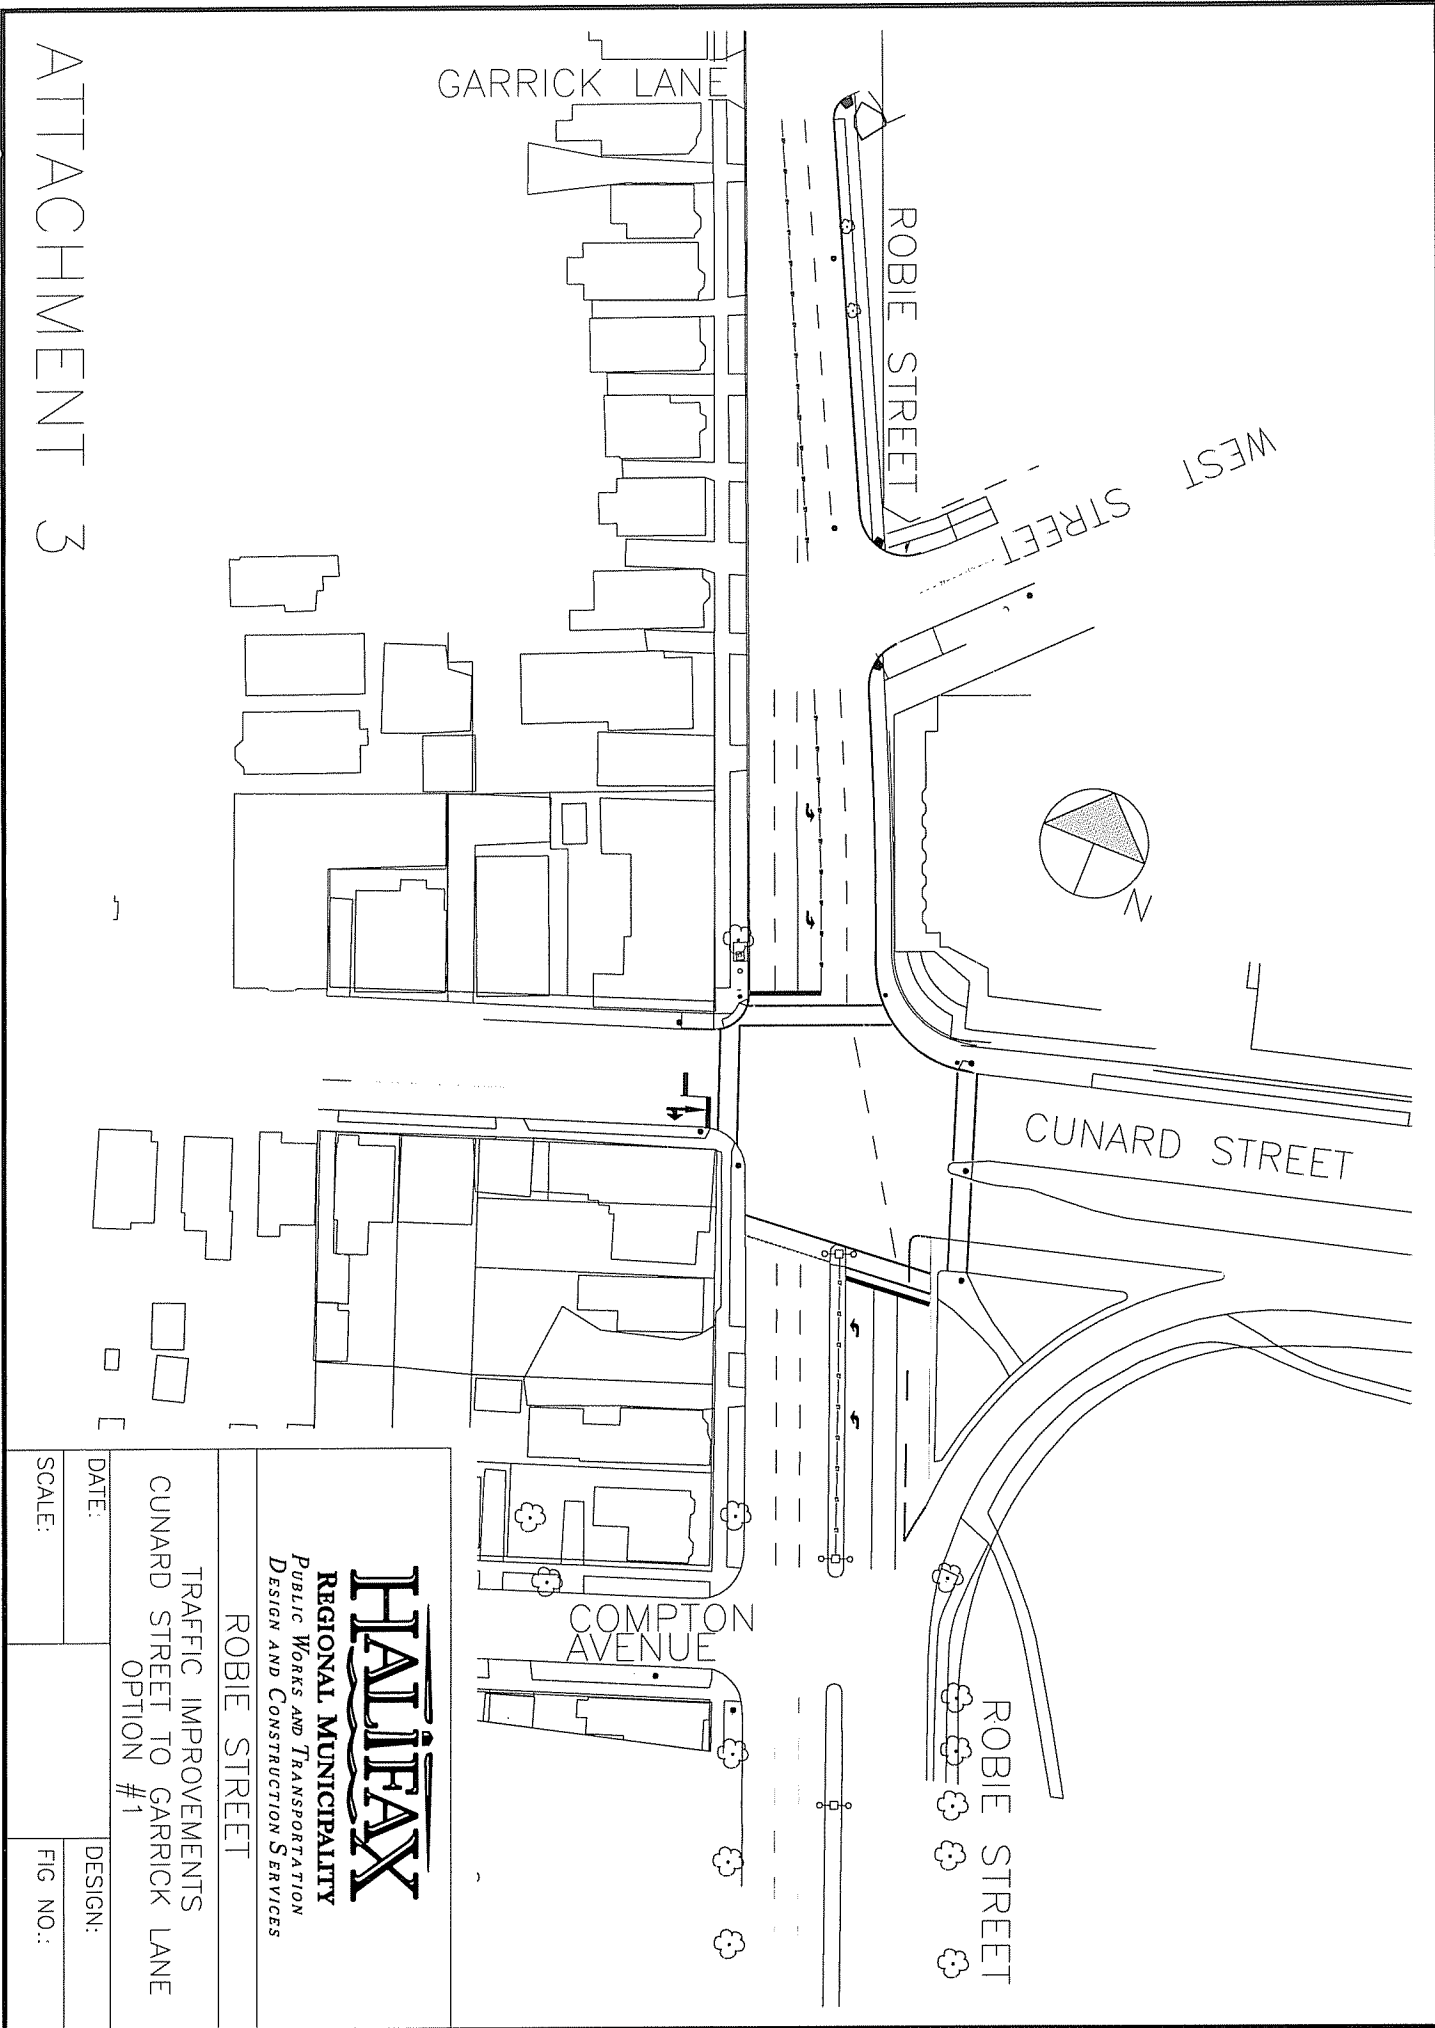 ATTACHMENT 3
GARRICK LANE
ROBIE STREET
WEST STREET
N
CUNARD STREET
COMPTON
AVENUE
ROBIE STREET
HALIFAX
REGIONAL MUNICIPALITY
PUBLIC WORKS AND TRANSPORTATION
DESIGN AND CONSTRUCTION SERVICES
ROBIE STREET
TRAFFIC IMPROVEMENTS
CUNARD STREET TO GARRICK LANE
OPTION #1
DATE:
DESIGN:
SCALE:
FIG NO.: